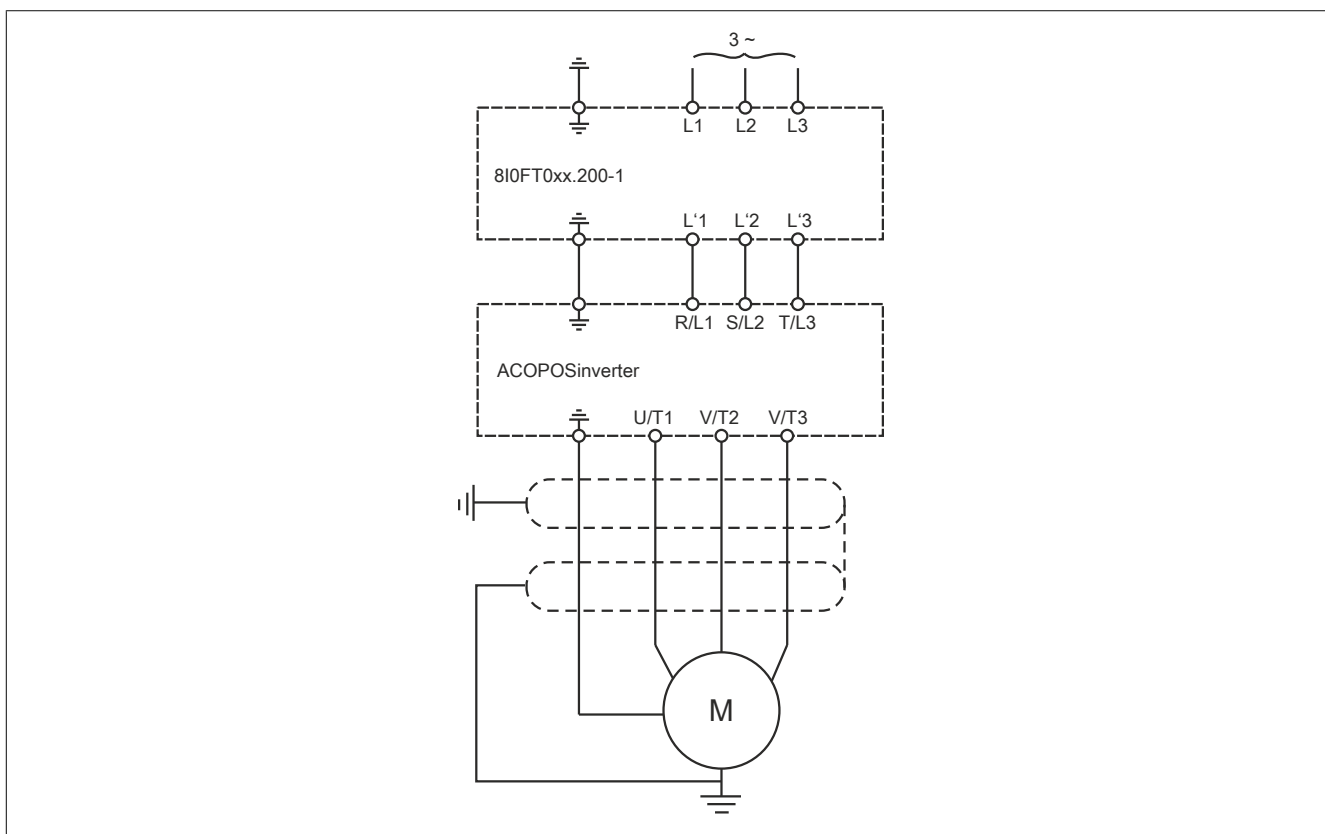 3 ~
L1 L2 L3
8I0FT0xx.200-1
L‘1 L‘2 L‘3
R/L1 S/L2 T/L3
ACOPOSinverter
U/T1 V/T2 V/T3
M